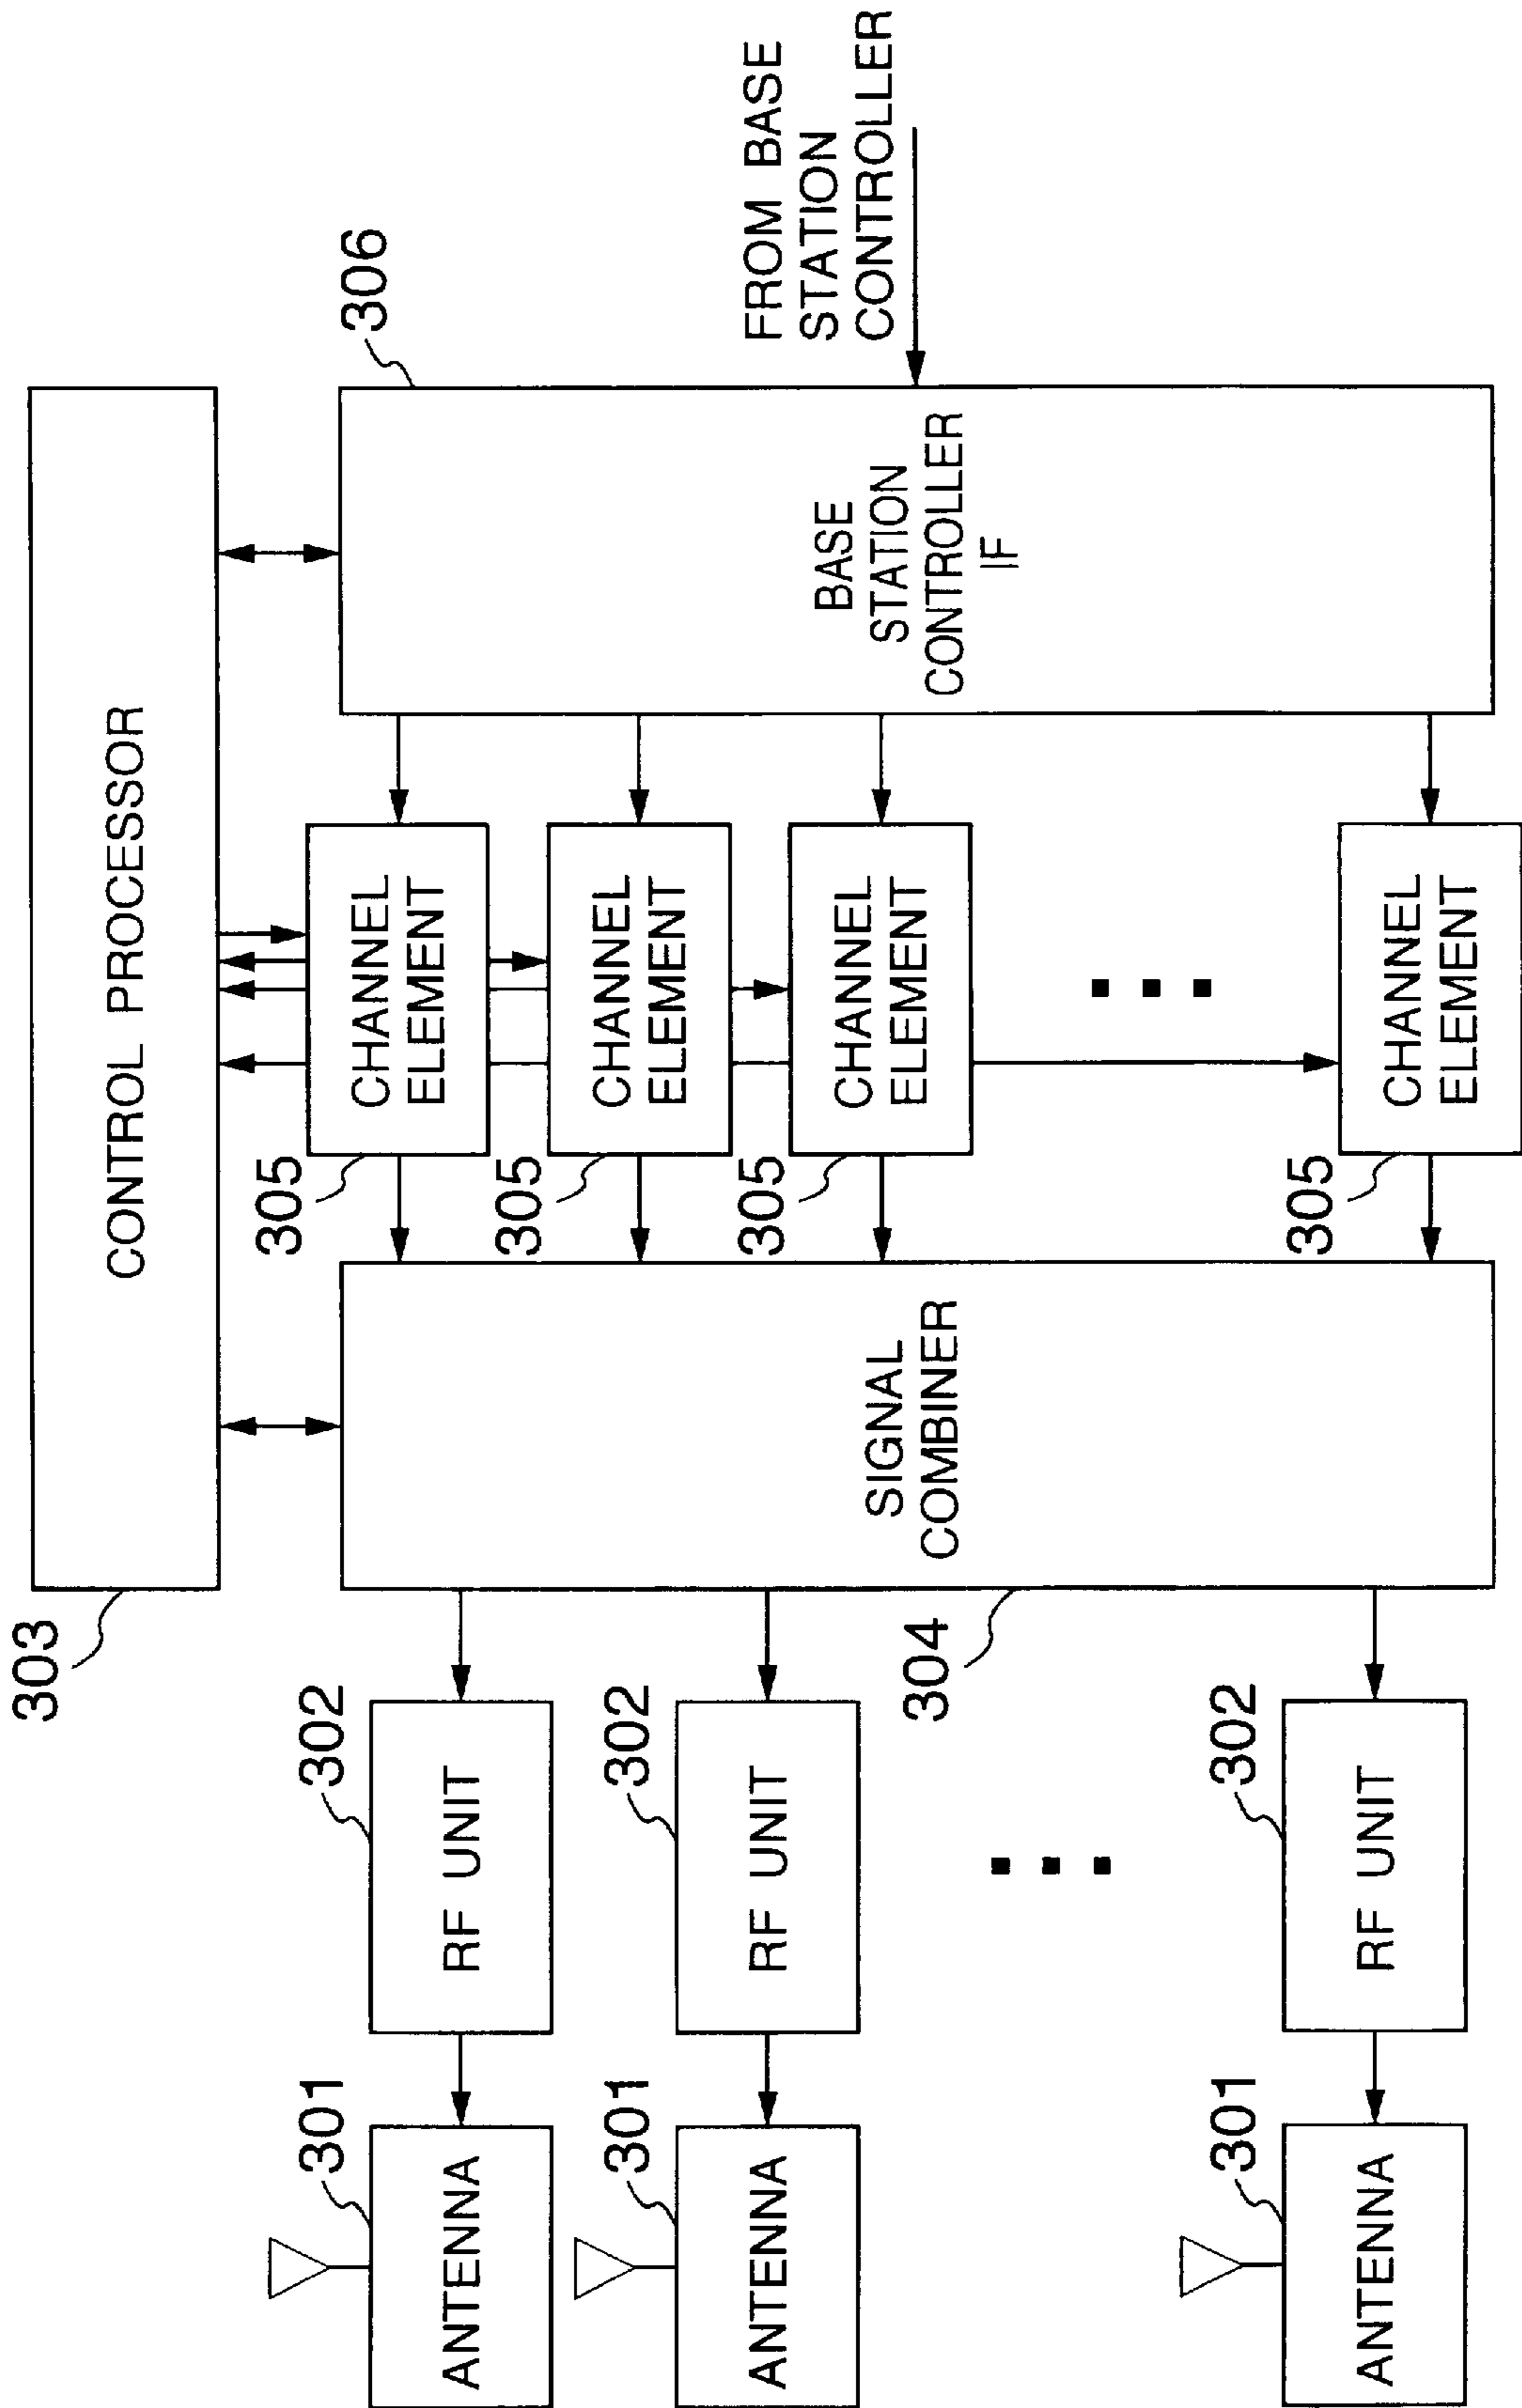 303
CONTROL PROCESSOR
301
ANTENNA
302
RF UNIT
301
ANTENNA
302
RF UNIT
301
ANTENNA
302
RF UNIT
304
SIGNAL
COMBINER
305
CHANNEL
ELEMENT
305
CHANNEL
ELEMENT
305
CHANNEL
ELEMENT
305
CHANNEL
ELEMENT
306
BASE
STATION
CONTROLLER
IF
FROM BASE
STATION
CONTROLLER